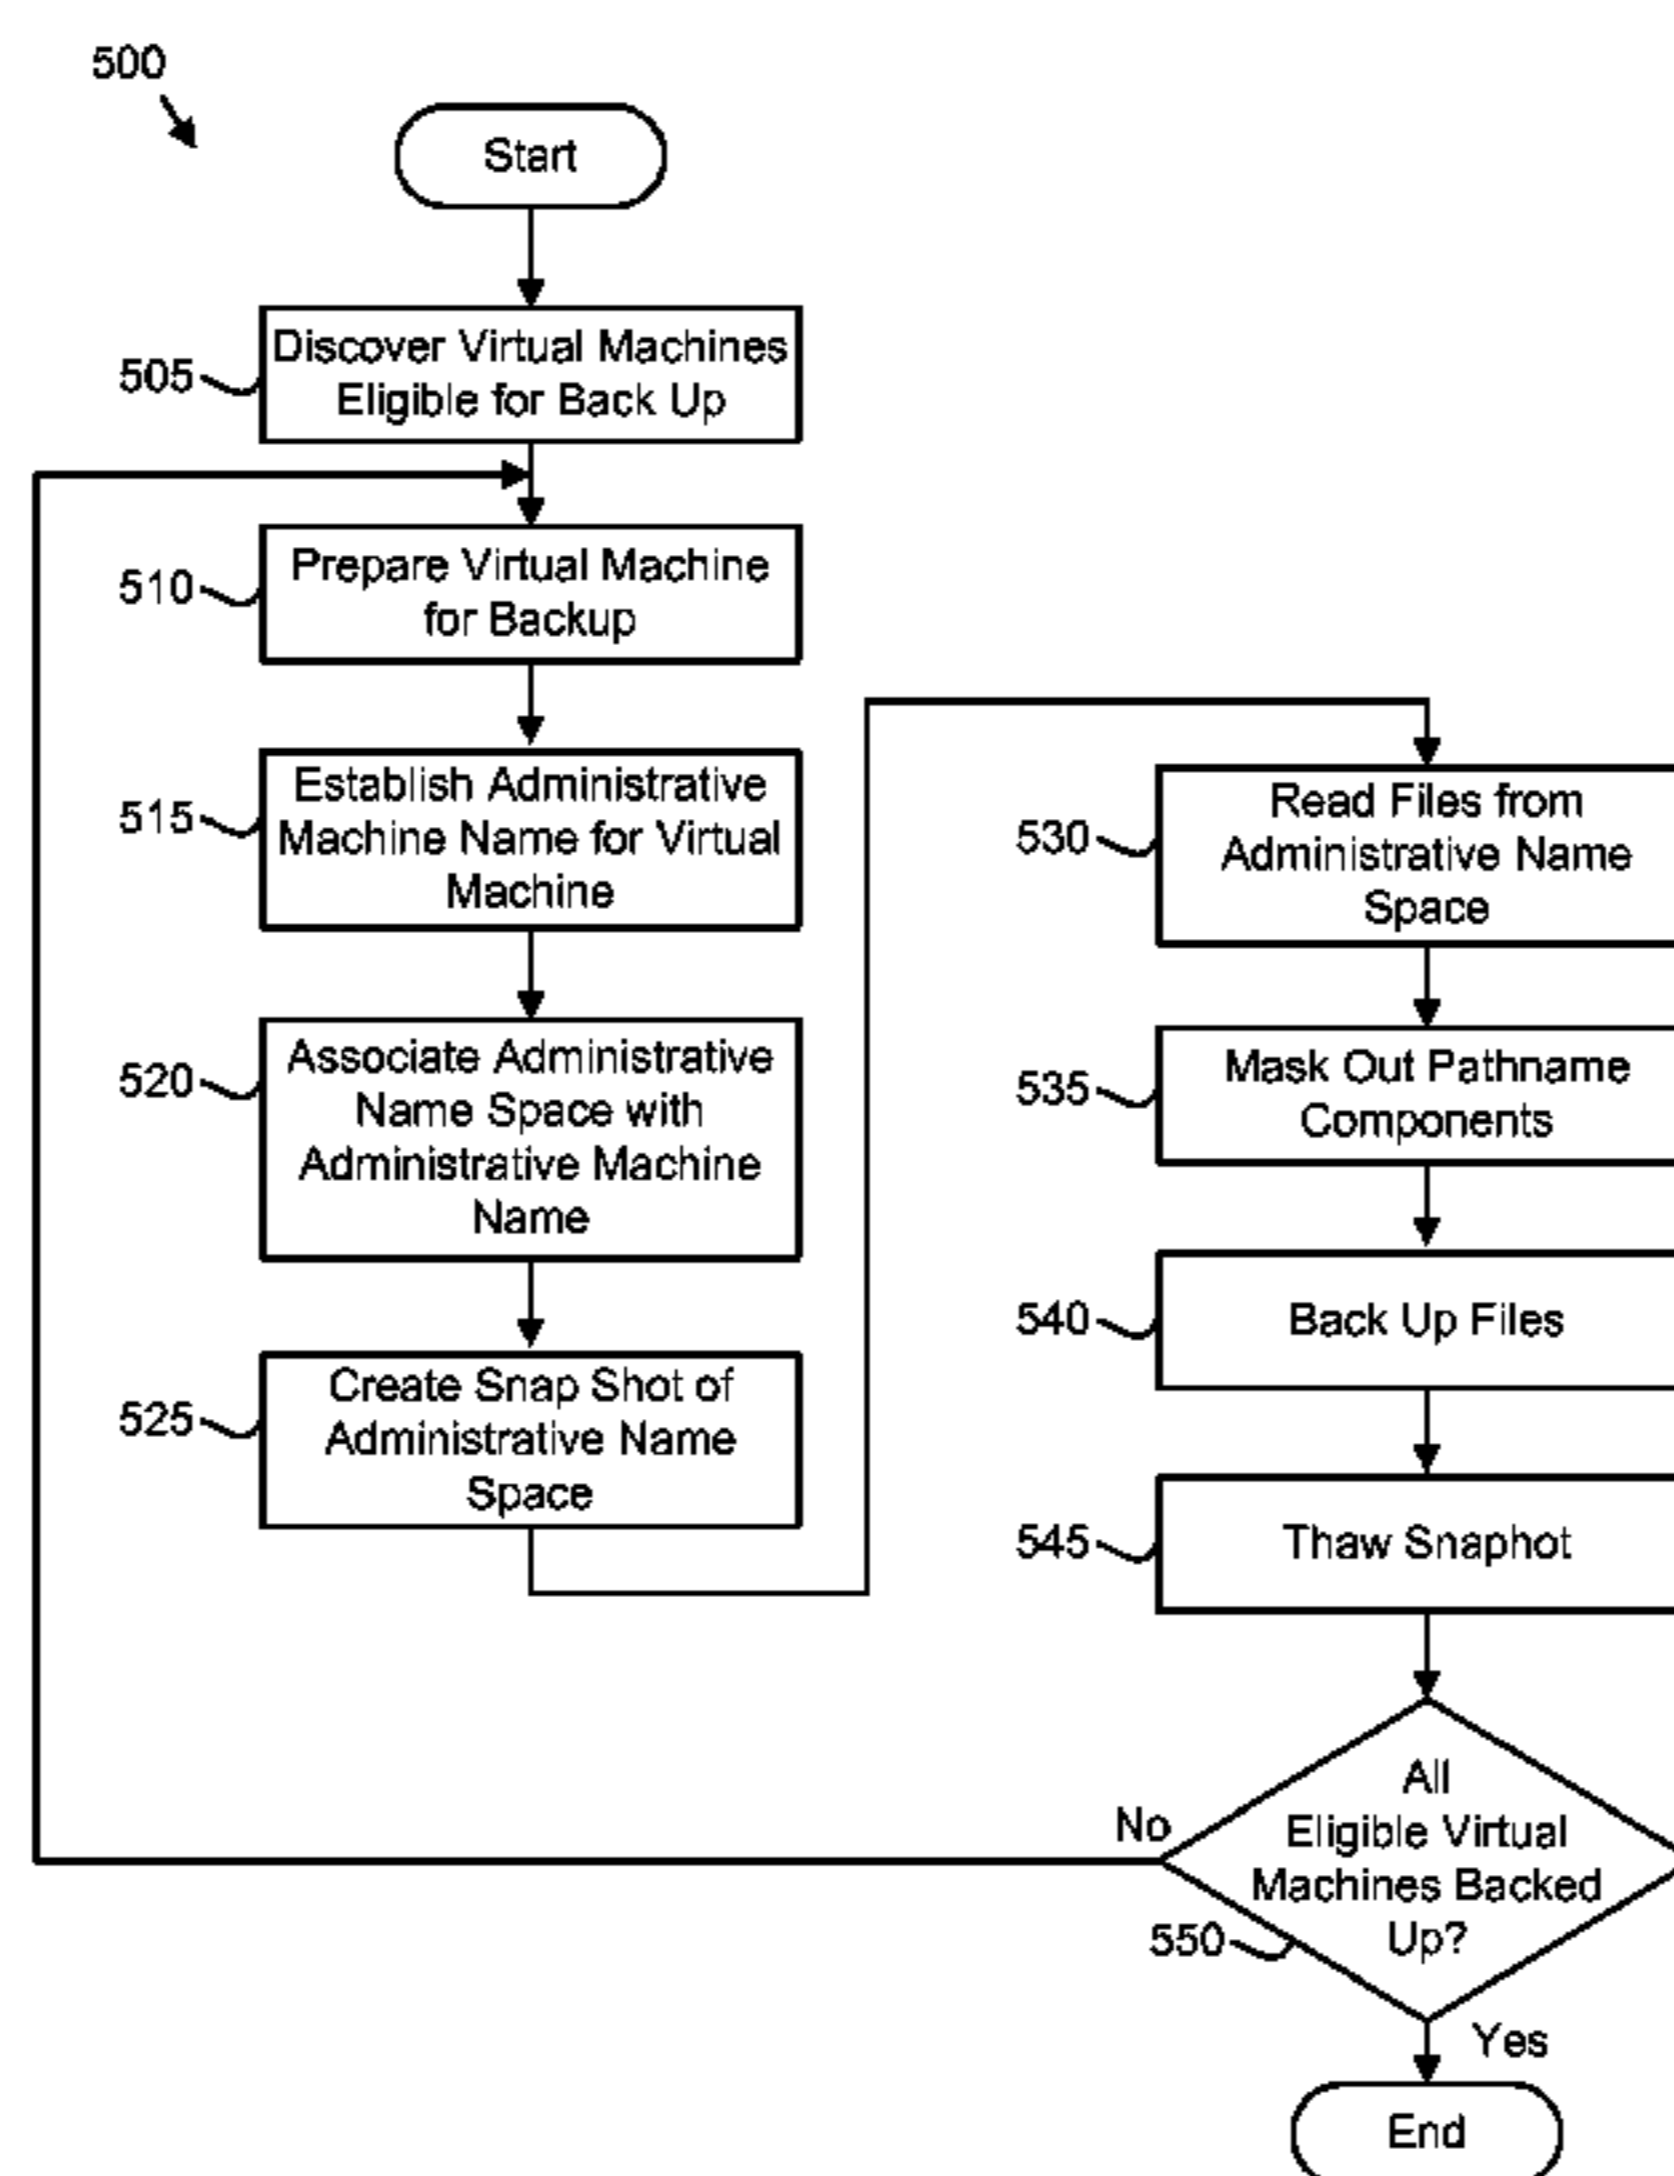 500
Start
505
Discover Virtual Machines
Eligible for Back Up
510
Prepare Virtual Machine
for Backup
515
Establish Administrative
Machine Name for Virtual
Machine
520
Associate Administrative
Name Space with
Administrative Machine
Name
525
Create Snap Shot of
Administrative Name
Space
530
Read Files from
Administrative Name
Space
535
Mask Out Pathname
Components
540
Back Up Files
545
Thaw Snaphot
No
All
Eligible Virtual
Machines Backed
Up?
550
Yes
End